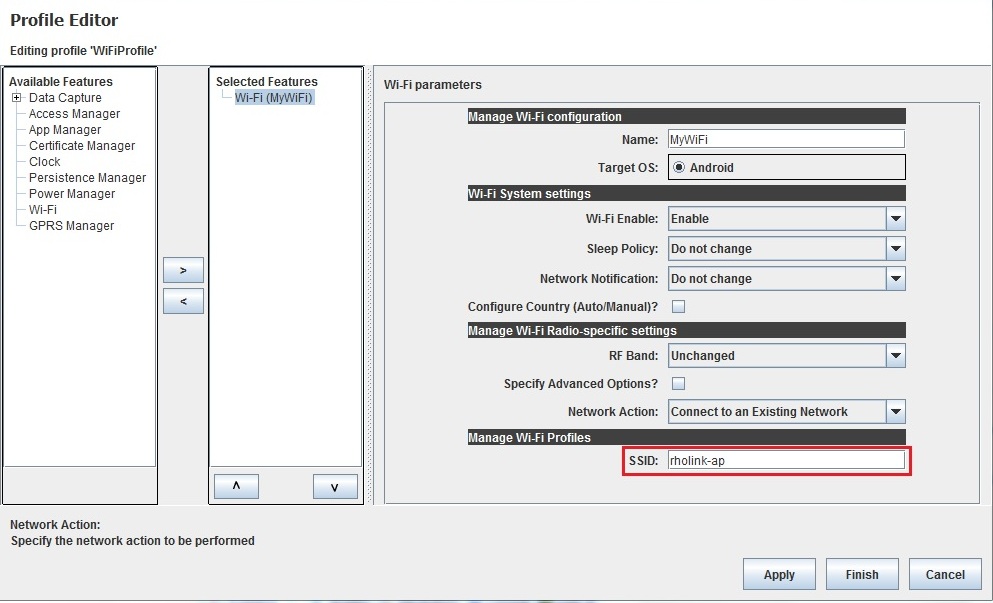 Profile Editor
Editing profile 'WiFiProfile'
Available Features
Data Capture
Access Manager
App Manager
Certificate Manager
Clock
Persistence Manager
Power Manager
Wi-Fi
GPRS Manager
>
<
Selected Features
Wi-Fi (MyWiFi)
˄
˅
Wi-Fi parameters
Manage Wi-Fi configuration
Name: MyWiFi
Target OS: Android
Wi-Fi System settings
Wi-Fi Enable: Enable
Sleep Policy: Do not change
Network Notification: Do not change
Configure Country (Auto/Manual)?
Manage Wi-Fi Radio-specific settings
RF Band: Unchanged
Specify Advanced Options?
Network Action: Connect to an Existing Network
Manage Wi-Fi Profiles
SSID: rholink-ap
Network Action:
Specify the network action to be performed
Apply Finish Cancel